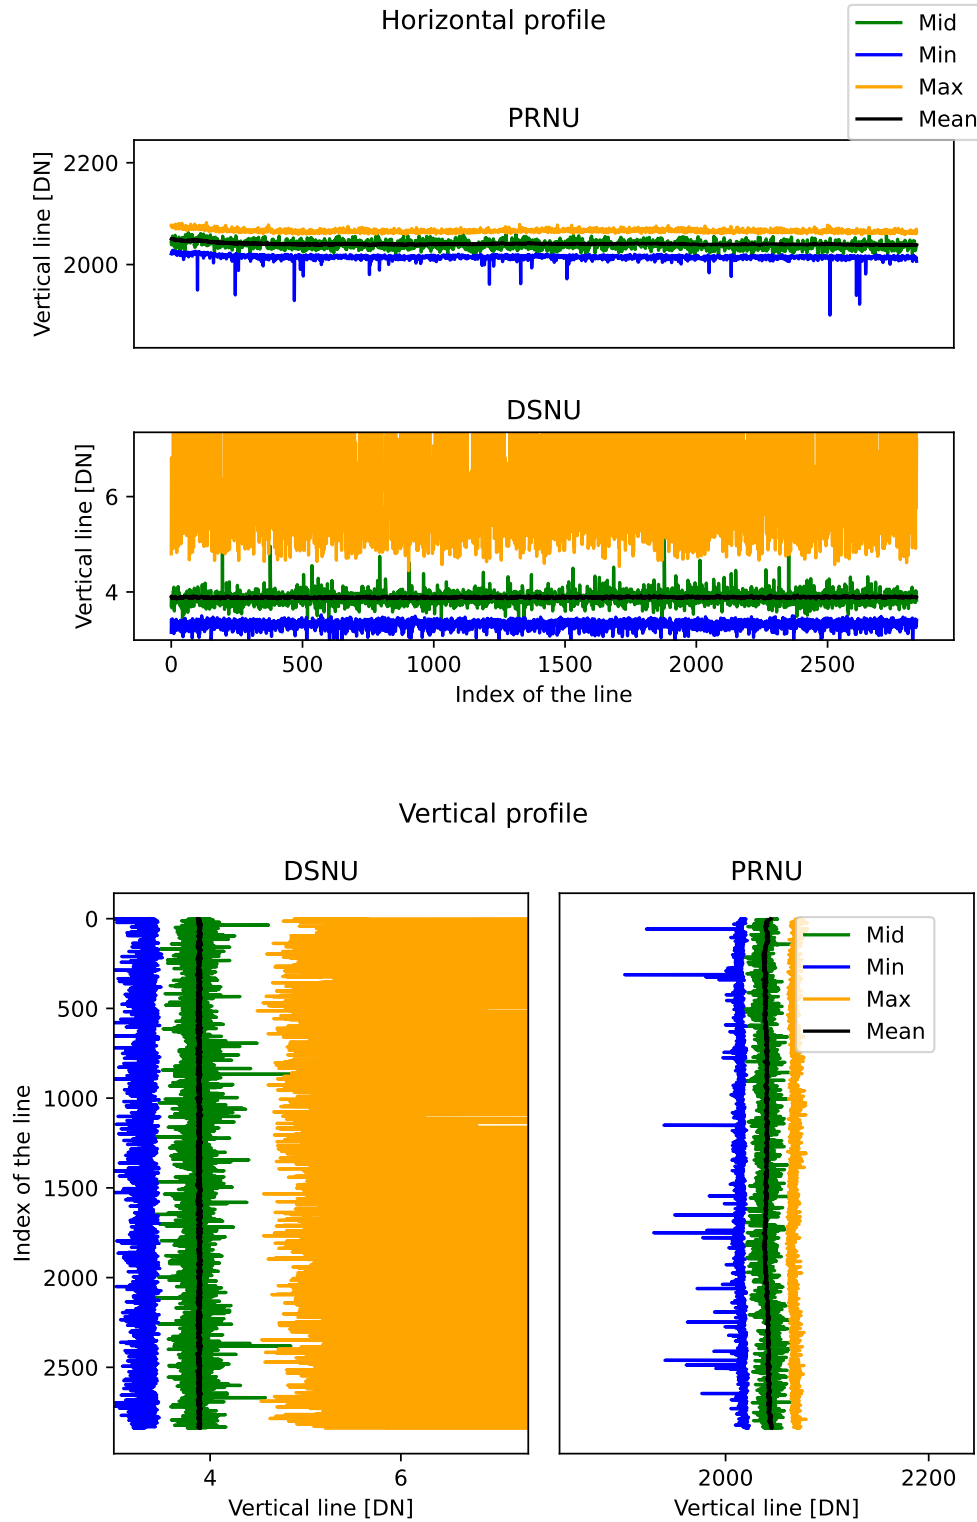 Horizontal profile
Mid
Min
Max
Mean
PRNU
Vertical line [DN]
2200
2000
DSNU
Vertical line [DN]
6
4
0 500 1000 1500 2000 2500
Index of the line
Vertical profile
DSNU
PRNU
Index of the line
0
500
1000
1500
2000
2500
4 6
Vertical line [DN]
Mid
Min
Max
Mean
2000 2200
Vertical line [DN]